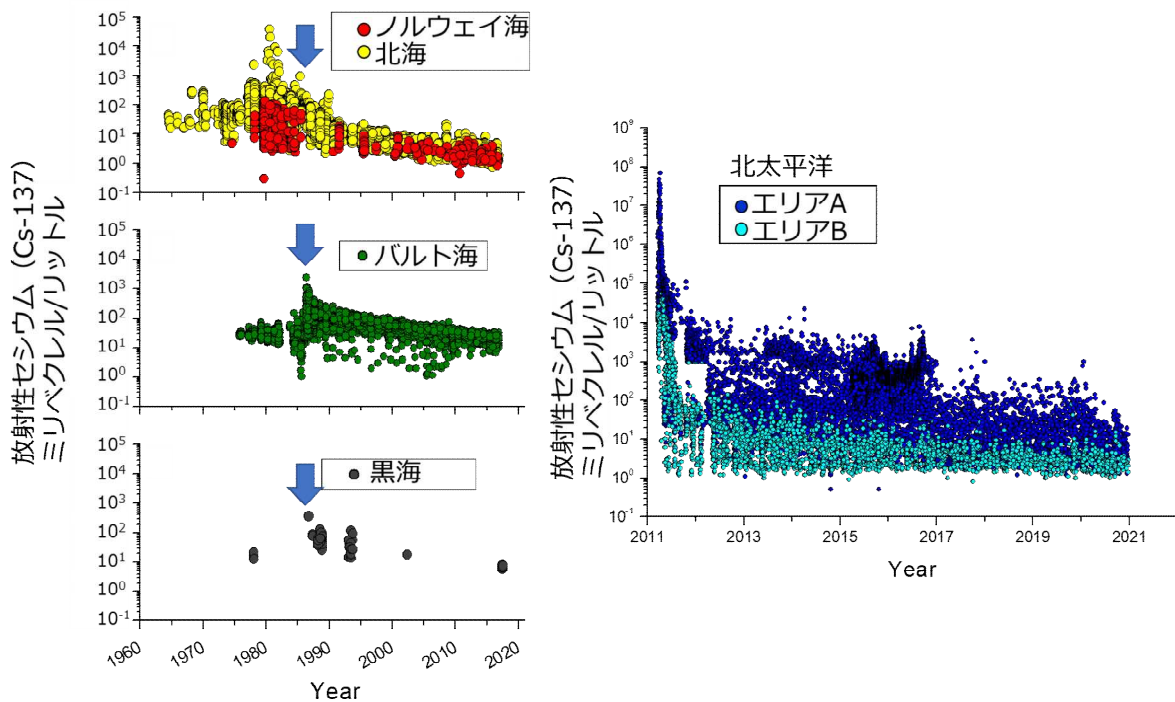 放射性セシウム（Cs-137）
ミリベクレル/リットル
10⁵
10⁴
10³
10²
10¹
10⁰
10⁻¹
ノルウェイ海
北海
10⁵
10⁴
10³
10²
10¹
10⁰
10⁻¹
バルト海
10⁵
10⁴
10³
10²
10¹
10⁰
10⁻¹
黒海
1960 1970 1980 1990 2000 2010 2020
Year
放射性セシウム（Cs-137）
ミリベクレル/リットル
10⁹
10⁸
10⁷
10⁶
10⁵
10⁴
10³
10²
10¹
10⁰
10⁻¹
北太平洋
エリアA
エリアB
2011 2013 2015 2017 2019 2021
Year